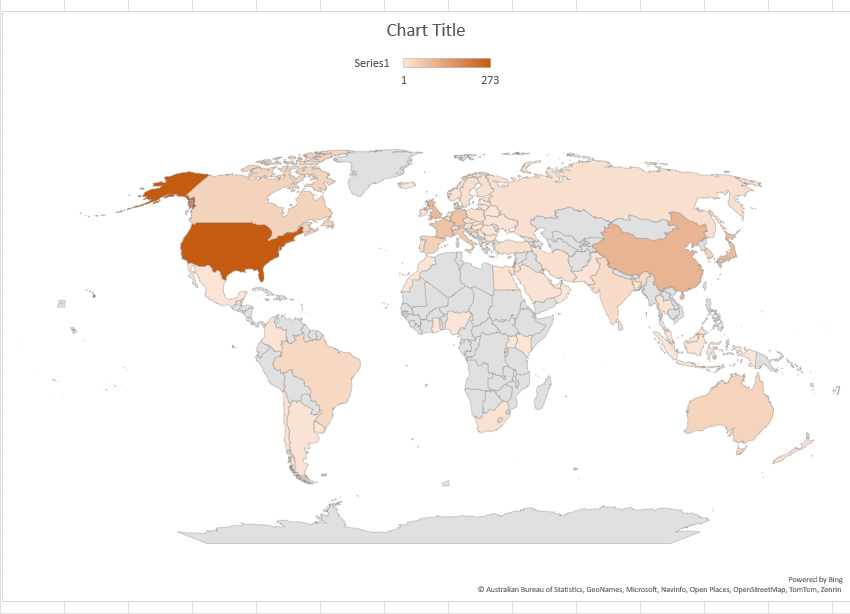 Chart Title
Series1
1 273
Powered by Bing
© Australian Bureau of Statistics, GeoNames, Microsoft, Navinfo, Open Places, OpenStreetMap, TomTom, Zenrin